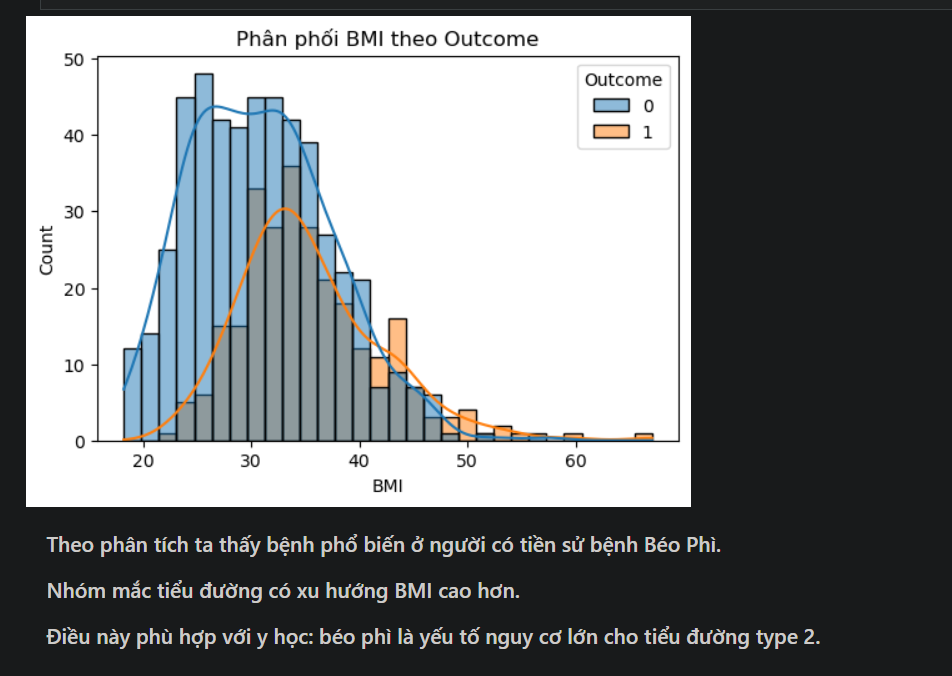 Phân phối BMI theo Outcome
Outcome
0
1
50
40
30
20
10
0
Count
20 30 40 50 60
BMI
Theo phân tích ta thấy bệnh phổ biến ở người có tiền sử bệnh Béo Phì.
Nhóm mắc tiểu đường có xu hướng BMI cao hơn.
Điều này phù hợp với y học: béo phì là yếu tố nguy cơ lớn cho tiểu đường type 2.